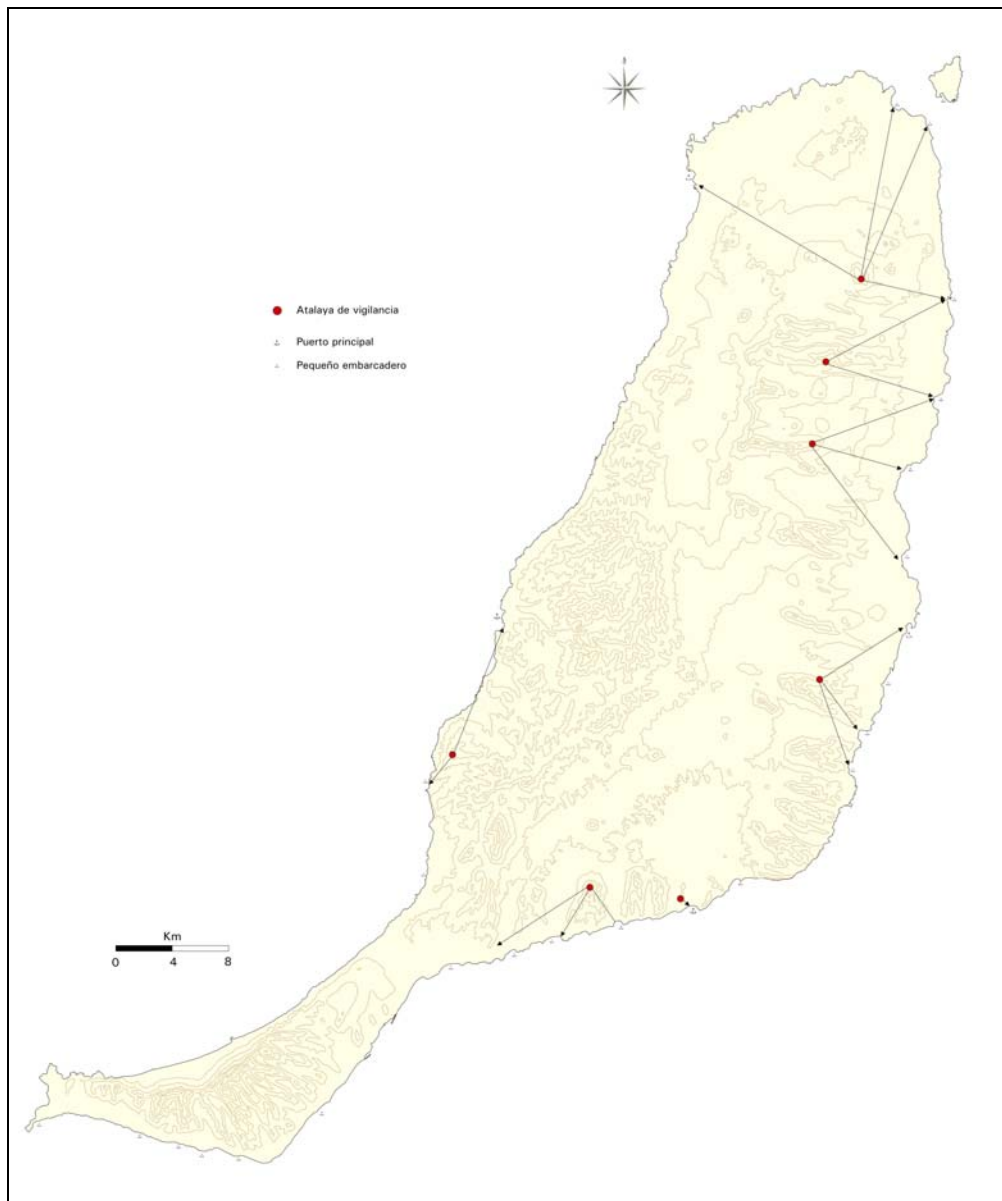 Atalaya de vigilancia
Puerto principal
Pequeño embarcadero
Km
0 4 8